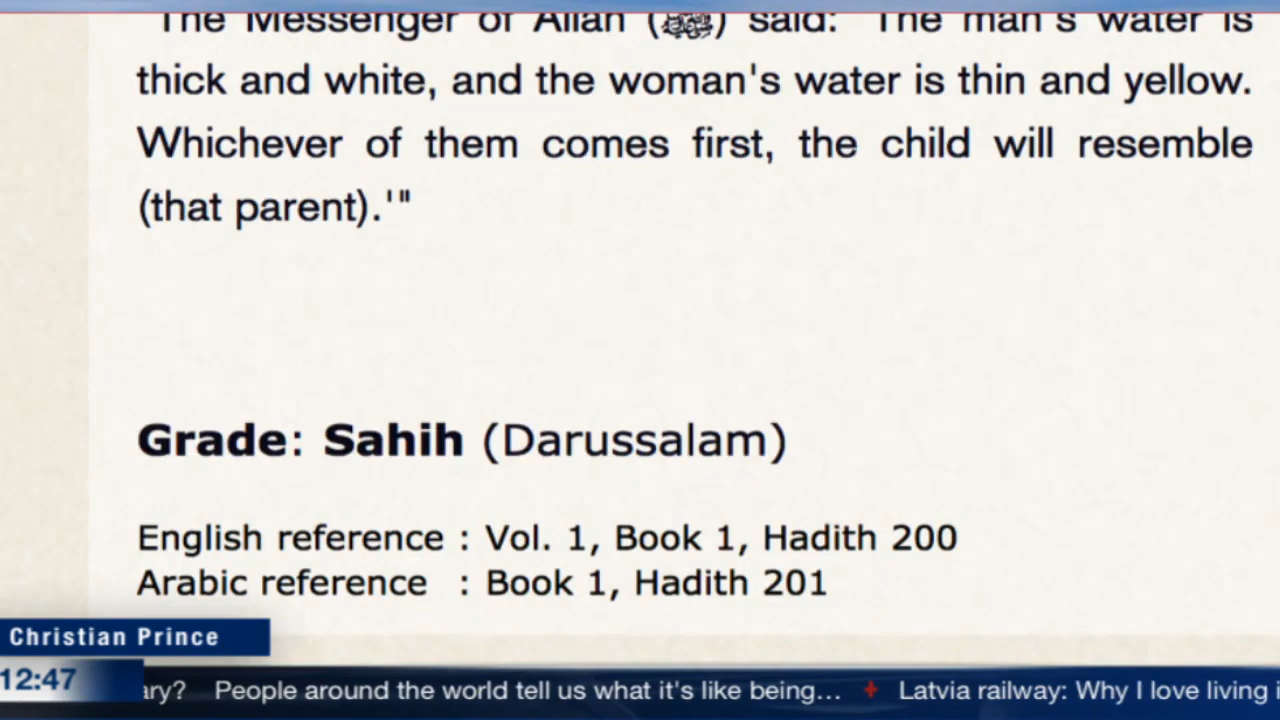 The Messenger of Allah (ﷺ) said: 'The man's water is
thick and white, and the woman's water is thin and yellow.
Whichever of them comes first, the child will resemble
(that parent).'"
Grade: Sahih (Darussalam)
English reference : Vol. 1, Book 1, Hadith 200
Arabic reference : Book 1, Hadith 201
Christian Prince
12:47
ary? People around the world tell us what it's like being... Latvia railway: Why I love living i